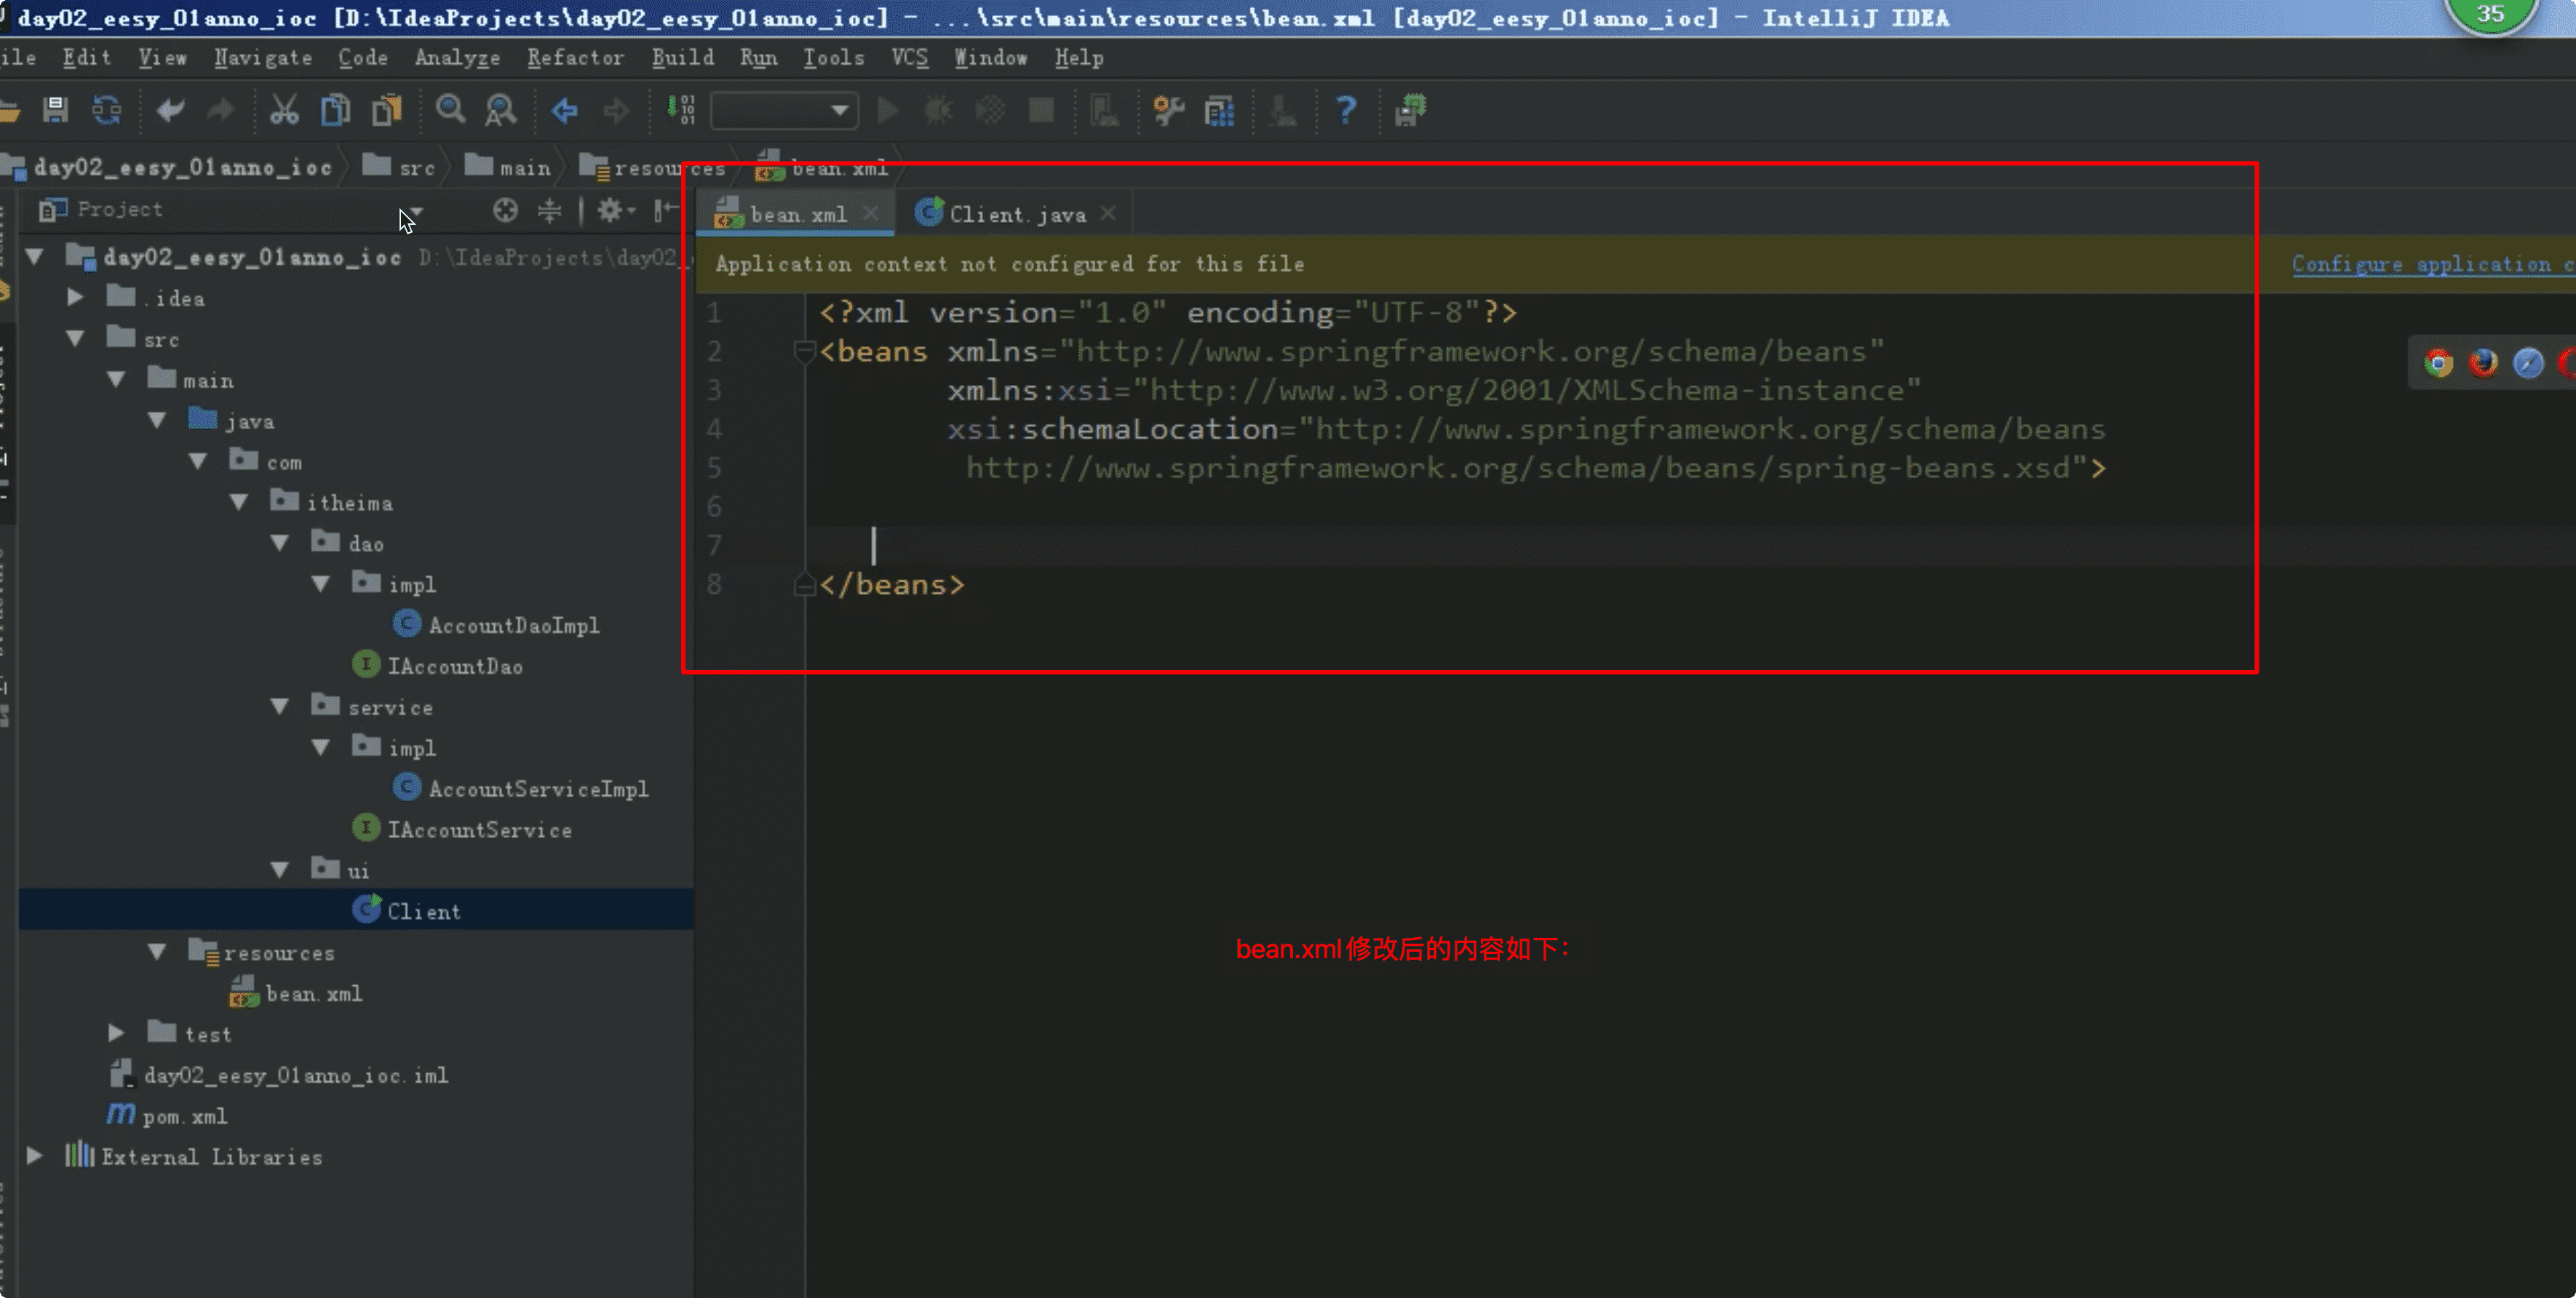 day02_eesy_01anno_ioc [D:\IdeaProjects\day02_eesy_01anno_ioc] - ...\src\main\resources\bean.xml [day02_eesy_01anno_ioc] - IntelliJ IDEA
35
ile Edit View Navigate Code Analyze Refactor Build Run Tools VCS Window Help
day02_eesy_01anno_ioc src main resources bean.xml
Project
bean.xml Client.java
day02_eesy_01anno_ioc D:\IdeaProjects\day02_
Application context not configured for this file
Configure application c
.idea
src
main
java
com
itheima
dao
impl
AccountDaoImpl
IAccountDao
service
impl
AccountServiceImpl
IAccountService
ui
Client
resources
bean.xml
test
day02_eesy_01anno_ioc.iml
pom.xml
External Libraries
1 <?xml version="1.0" encoding="UTF-8"?>
2 <beans xmlns="http://www.springframework.org/schema/beans"
3 xmlns:xsi="http://www.w3.org/2001/XMLSchema-instance"
4 xsi:schemaLocation="http://www.springframework.org/schema/beans
5 http://www.springframework.org/schema/beans/spring-beans.xsd">
6
7
8 </beans>
bean.xml修改后的内容如下：